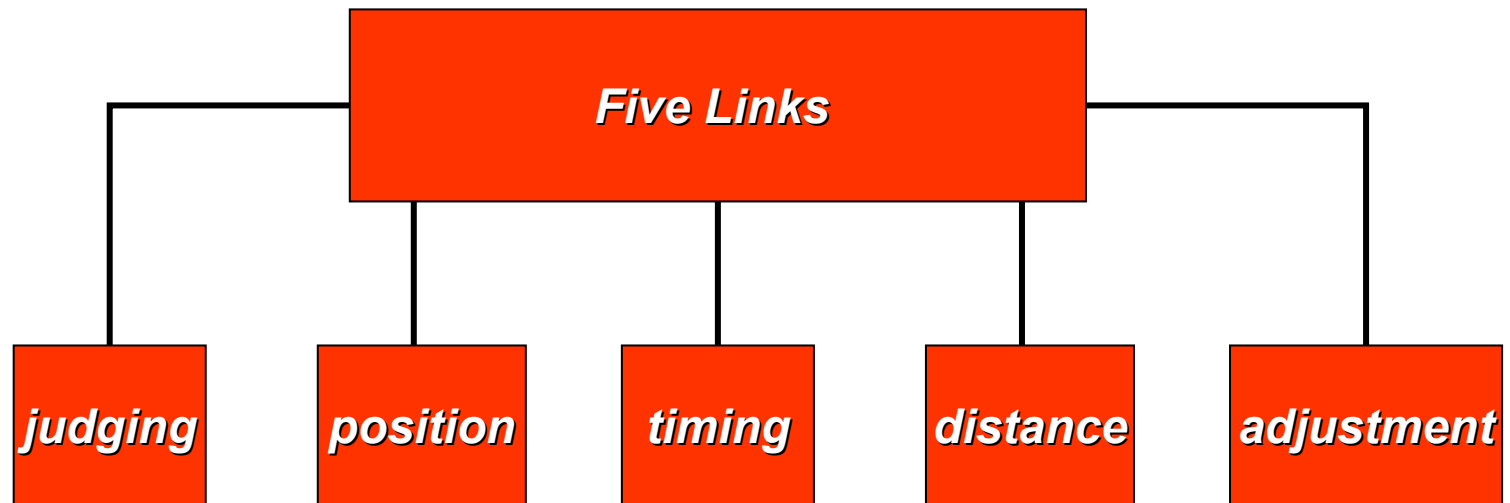 Five Links
judging
position
timing
distance
adjustment